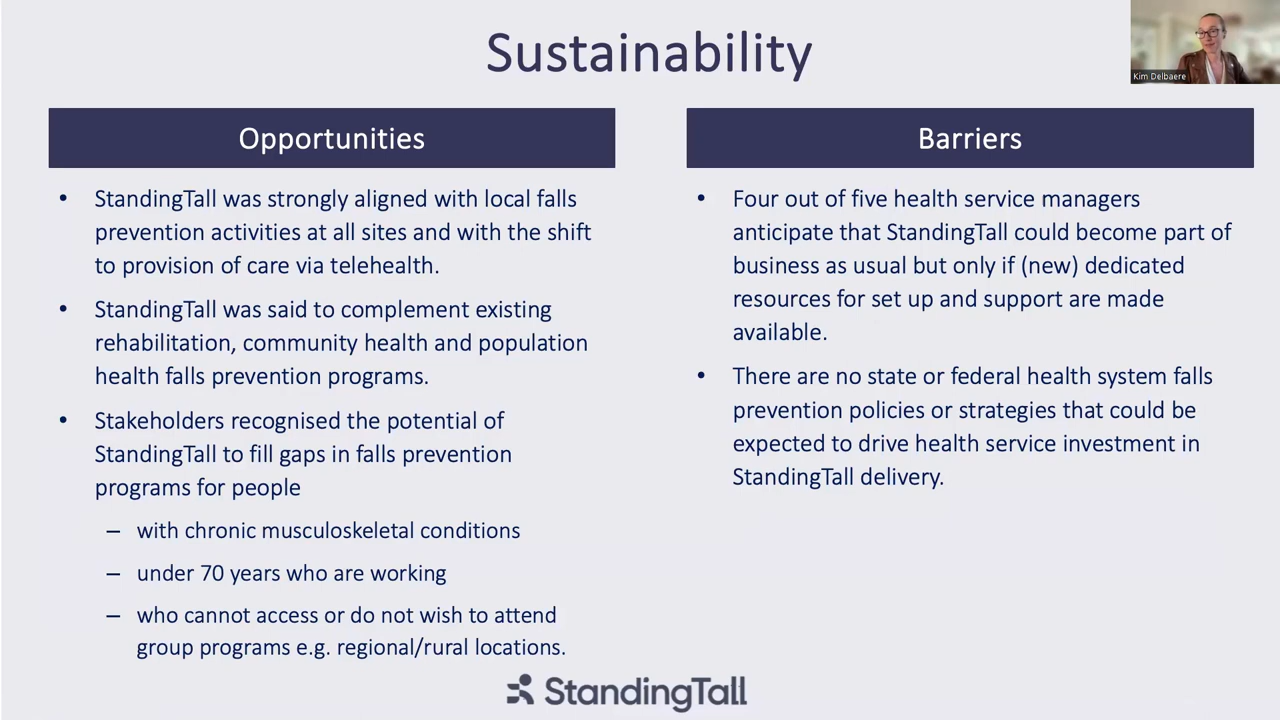 Sustainability
Kim Delbaere
Opportunities
• StandingTall was strongly aligned with local falls
prevention activities at all sites and with the shift
to provision of care via telehealth.
• StandingTall was said to complement existing
rehabilitation, community health and population
health falls prevention programs.
• Stakeholders recognised the potential of
StandingTall to fill gaps in falls prevention
programs for people
– with chronic musculoskeletal conditions
– under 70 years who are working
– who cannot access or do not wish to attend
group programs e.g. regional/rural locations.
Barriers
• Four out of five health service managers
anticipate that StandingTall could become part of
business as usual but only if (new) dedicated
resources for set up and support are made
available.
• There are no state or federal health system falls
prevention policies or strategies that could be
expected to drive health service investment in
StandingTall delivery.
StandingTall